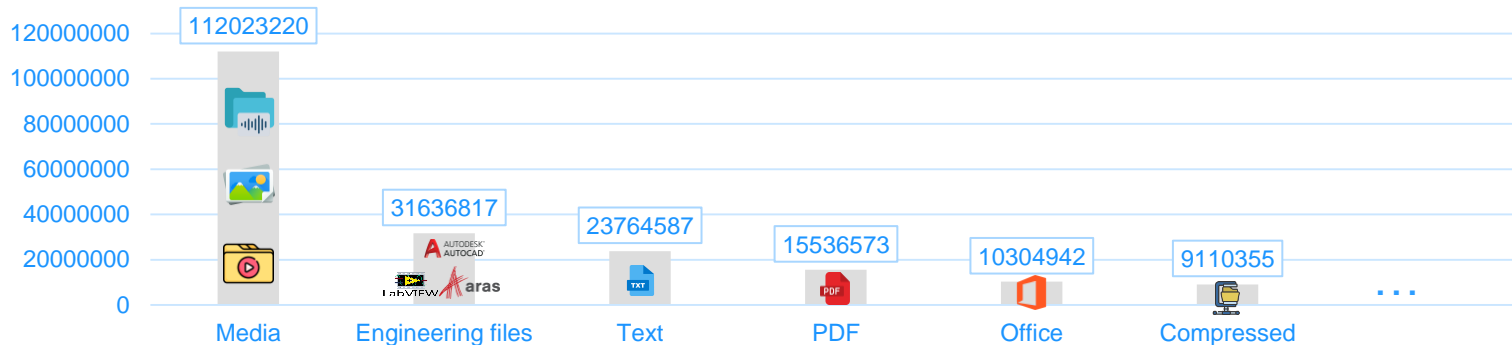 120000000
100000000
80000000
60000000
40000000
20000000
0
112023220
31636817
23764587
15536573
10304942
9110355
AUTODESK
AUTOCAD
LabVIEW
aras
TXT
PDF
...
Media
Engineering files
Text
PDF
Office
Compressed